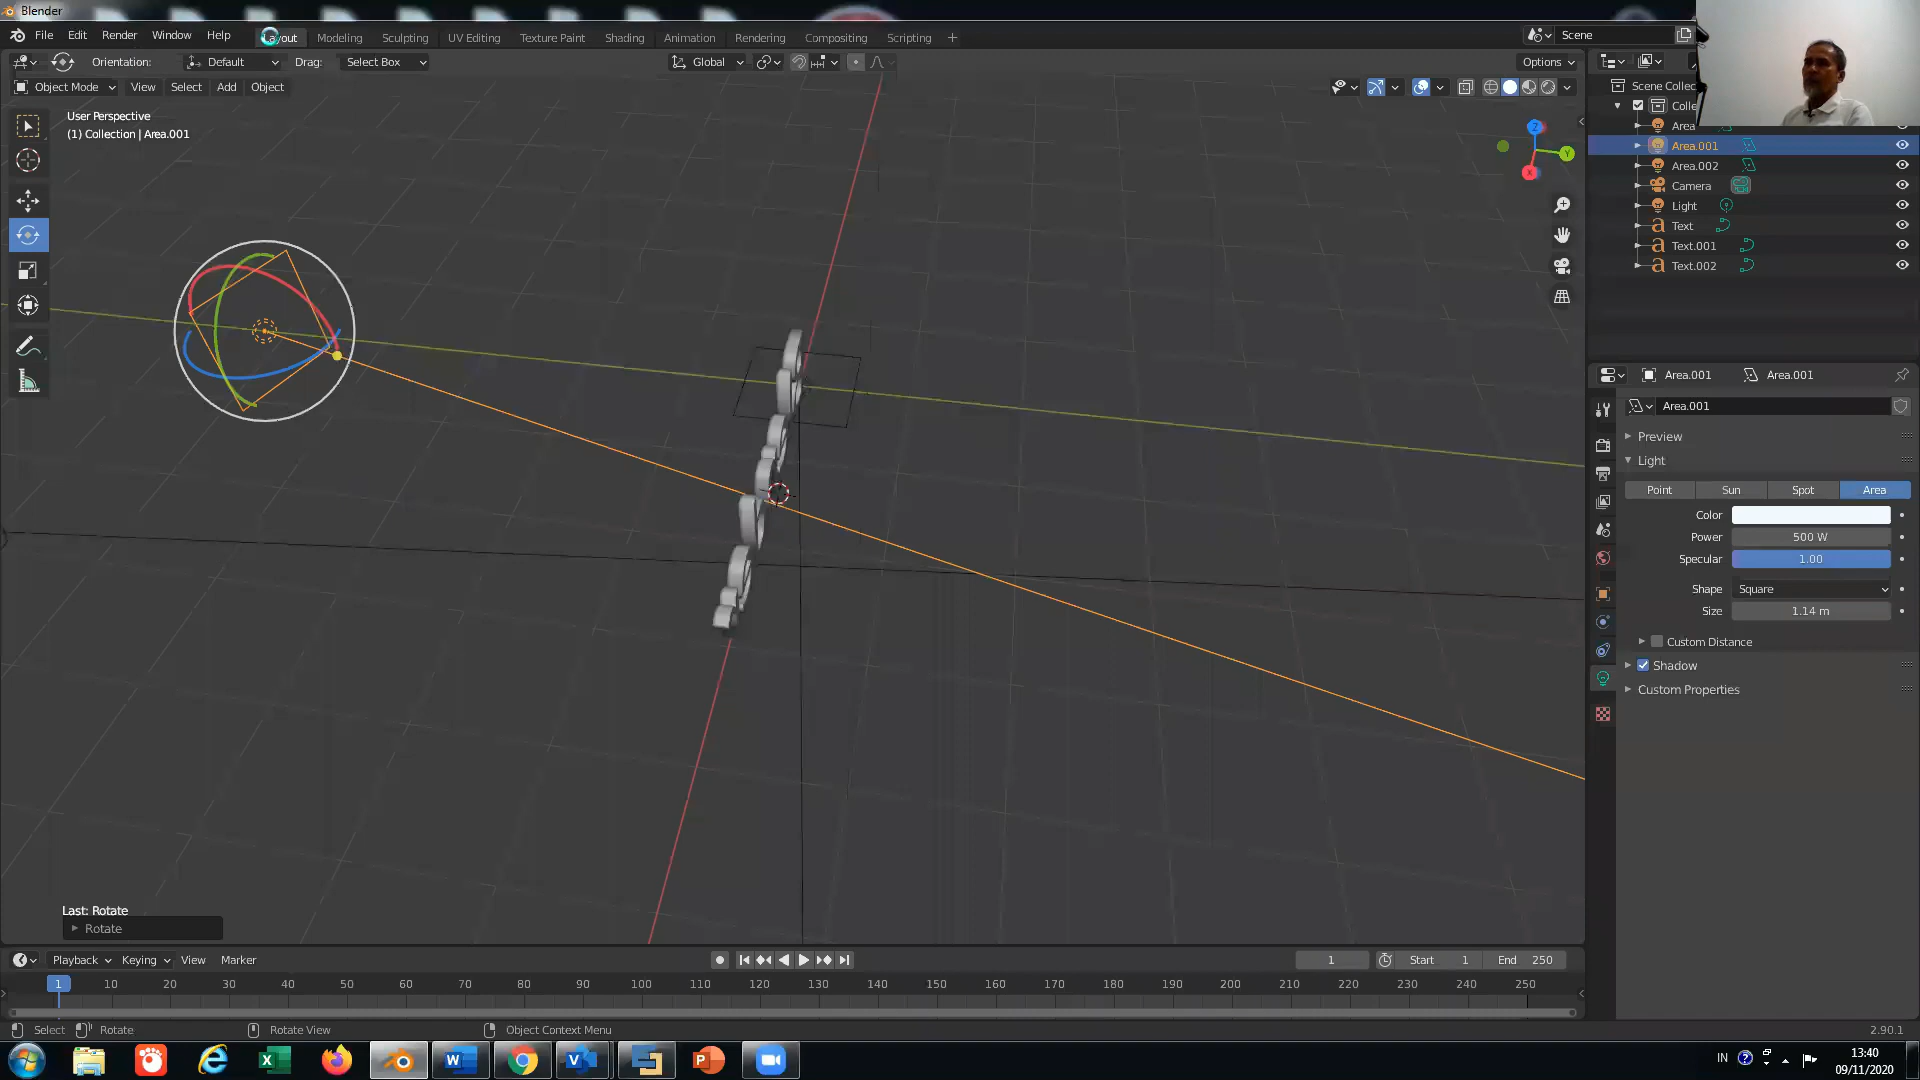 Blender
File Edit Render Window Help Layout Modeling Sculpting UV Editing Texture Paint Shading Animation Rendering Compositing Scripting + Scene
Orientation: Default Drag: Select Box Global Options
Object Mode View Select Add Object
User Perspective
(1) Collection | Area.001
Z
Y
X
Scene Collec
Colle
Area
Area.001
Area.002
Camera
Light
Text
Text.001
Text.002
Area.001 Area.001
Area.001
Preview
Light
Point Sun Spot Area
Color
Power 500 W
Specular 1.00
Shape Square
Size 1.14 m
Custom Distance
Shadow
Custom Properties
Last: Rotate
Rotate
Playback Keying View Marker 1 Start 1 End 250
1 10 20 30 40 50 60 70 80 90 100 110 120 130 140 150 160 170 180 190 200 210 220 230 240 250
Select Rotate Rotate View Object Context Menu 2.90.1
IN 13:40
09/11/2020